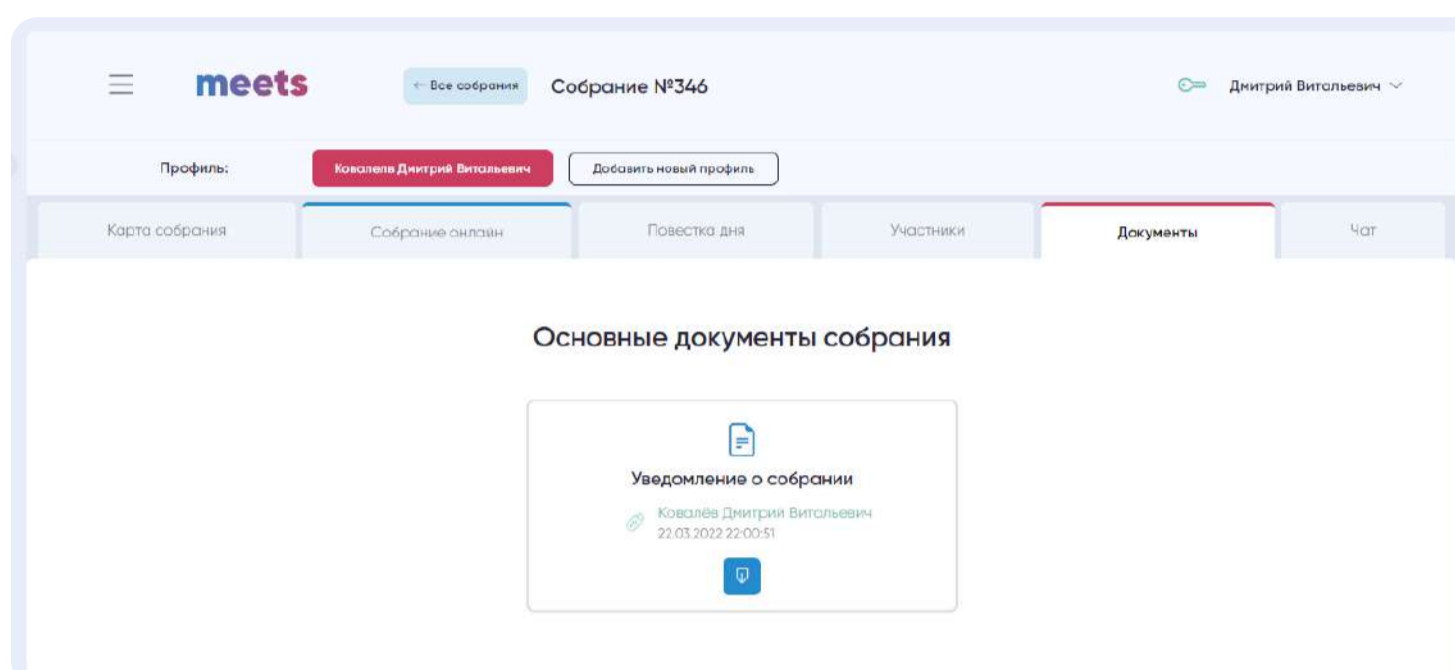 meets
← Все собрания
Собрание №346
Дмитрий Витальевич
Профиль:
Ковалев Дмитрий Витальевич
Добавить новый профиль
Карта собрания
Собрание онлайн
Повестка дня
Участники
Документы
Чат
Основные документы собрания
Уведомление о собрании
Ковалёв Дмитрий Витальевич
22.03.2022 22:00:51